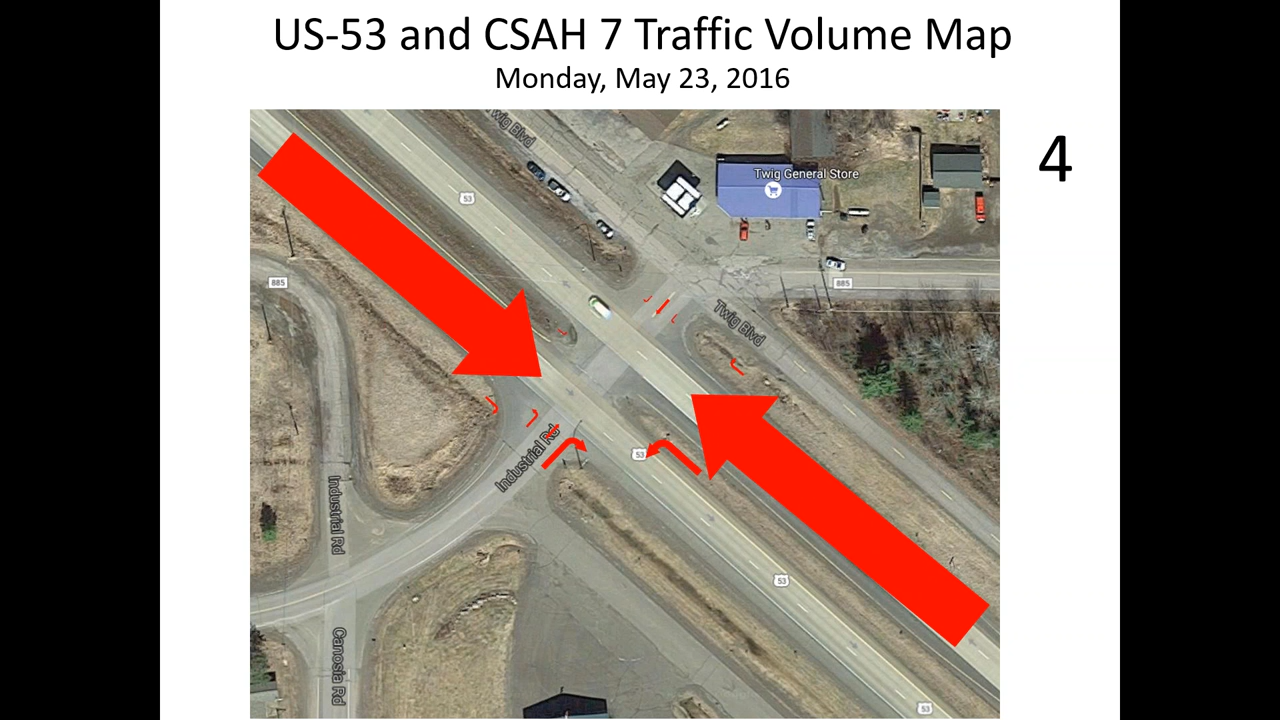 US-53 and CSAH 7 Traffic Volume Map
Monday, May 23, 2016
4
Twig Blvd
Twig General Store
53
885
885
Twig Blvd
Industrial Rd
53
Industrial Rd
53
Canosia Rd
53